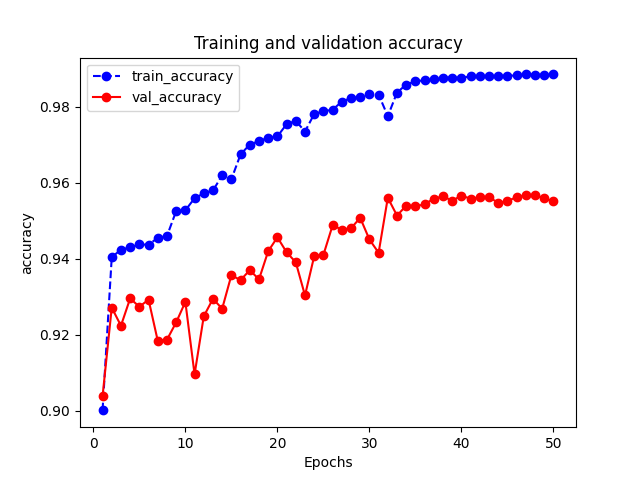 Training and validation accuracy
train_accuracy
val_accuracy
accuracy
0.98
0.96
0.94
0.92
0.90
0 10 20 30 40 50
Epochs